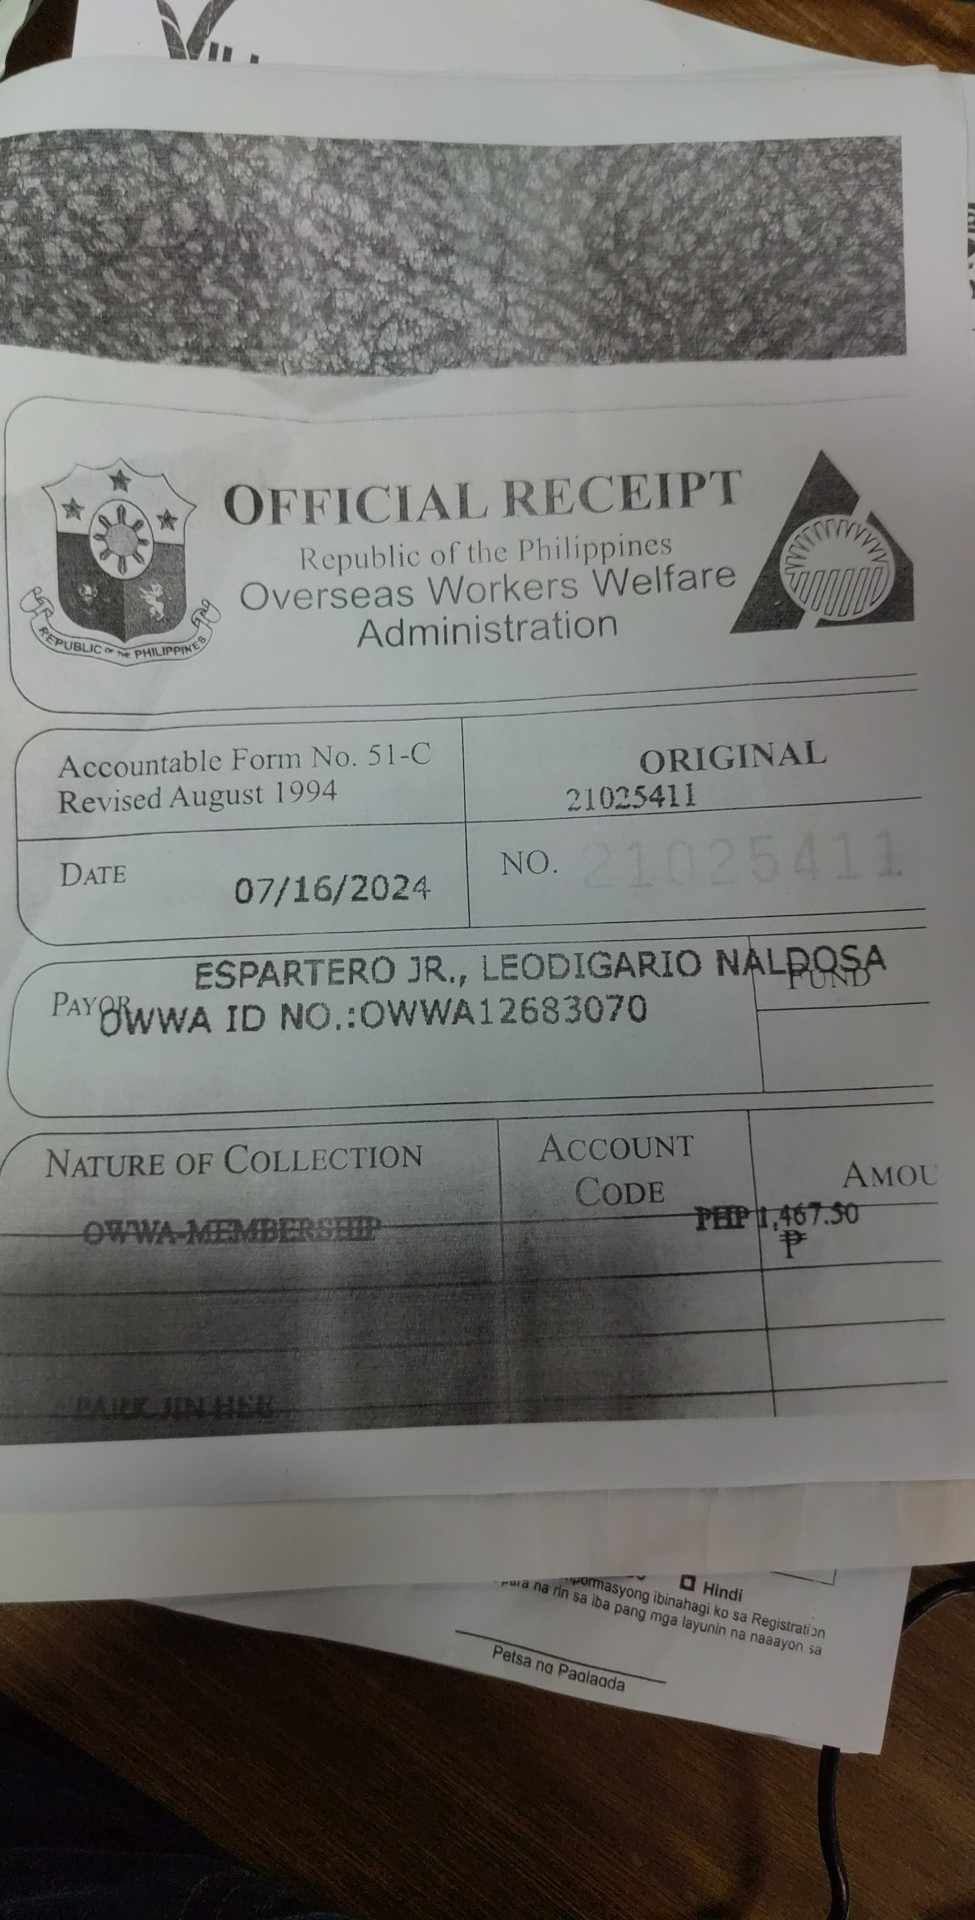 OFFICIAL RECEIPT
Republic of the Philippines
Overseas Workers Welfare
Administration
REPUBLIC OF THE PHILIPPINES
Accountable Form No. 51-C
Revised August 1994
ORIGINAL
21025411
DATE
07/16/2024
NO. 21025411
ESPARTERO JR., LEODIGARIO NALDOSA
FUND
PAYOR
OWWA ID NO.:OWWA12683070
NATURE OF COLLECTION
ACCOUNT
CODE
AMOU
OWWA-MEMBERSHIP
PHP 1,467.50
₱
PARK JIN HEE
Hindi
ibinahagi ko sa Registration
na rin sa iba pang mga layunin na naaayon sa
Petsa ng Paglagda